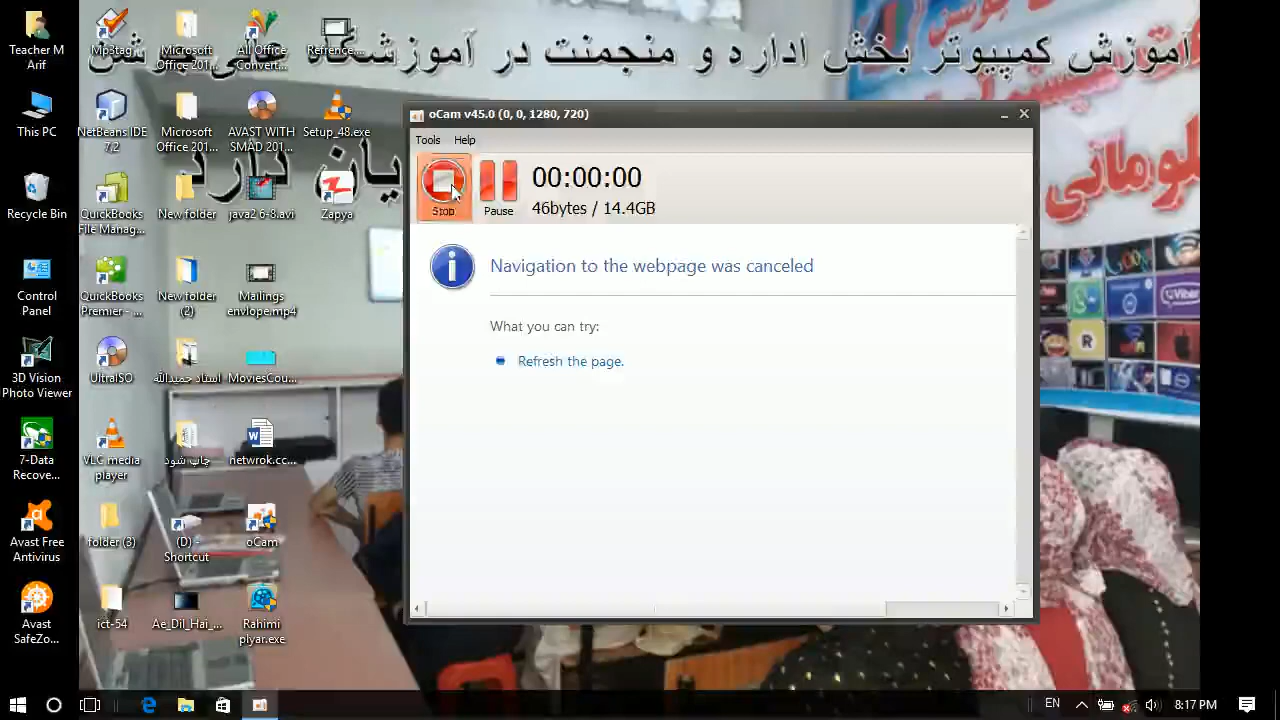 آموزش کمپیوتر بخش اداره و منجمنت در آموزشگاه
یان دارد
oCam v45.0 (0, 0, 1280, 720)
Tools Help
Stop
Pause
00:00:00
46bytes / 14.4GB
Navigation to the webpage was canceled
What you can try:
Refresh the page.
Teacher M
Arif
Mp3tag
Microsoft
Office 201...
All Office
Convert...
Refrence...
This PC
NetBeans IDE
7.2
Microsoft
Office 201...
AVAST WITH
SMAD 201...
Setup_48.exe
Recycle Bin
QuickBooks
File Manag...
New folder
java2 6-8.avi
Zapya
Control
Panel
QuickBooks
Premier - ...
New folder
(2)
Mailings
envlope.mp4
3D Vision
Photo Viewer
UltraISO
استاد حمیدالله
MoviesCou...
7-Data
Recove...
VLC media
player
چاپ شود
netwrok.cc...
Avast Free
Antivirus
folder (3)
(D) -
Shortcut
oCam
Avast
SafeZo...
ict-54
Ae_Dil_Hai_...
Rahimi
piyar.exe
Viber
EN
8:17 PM